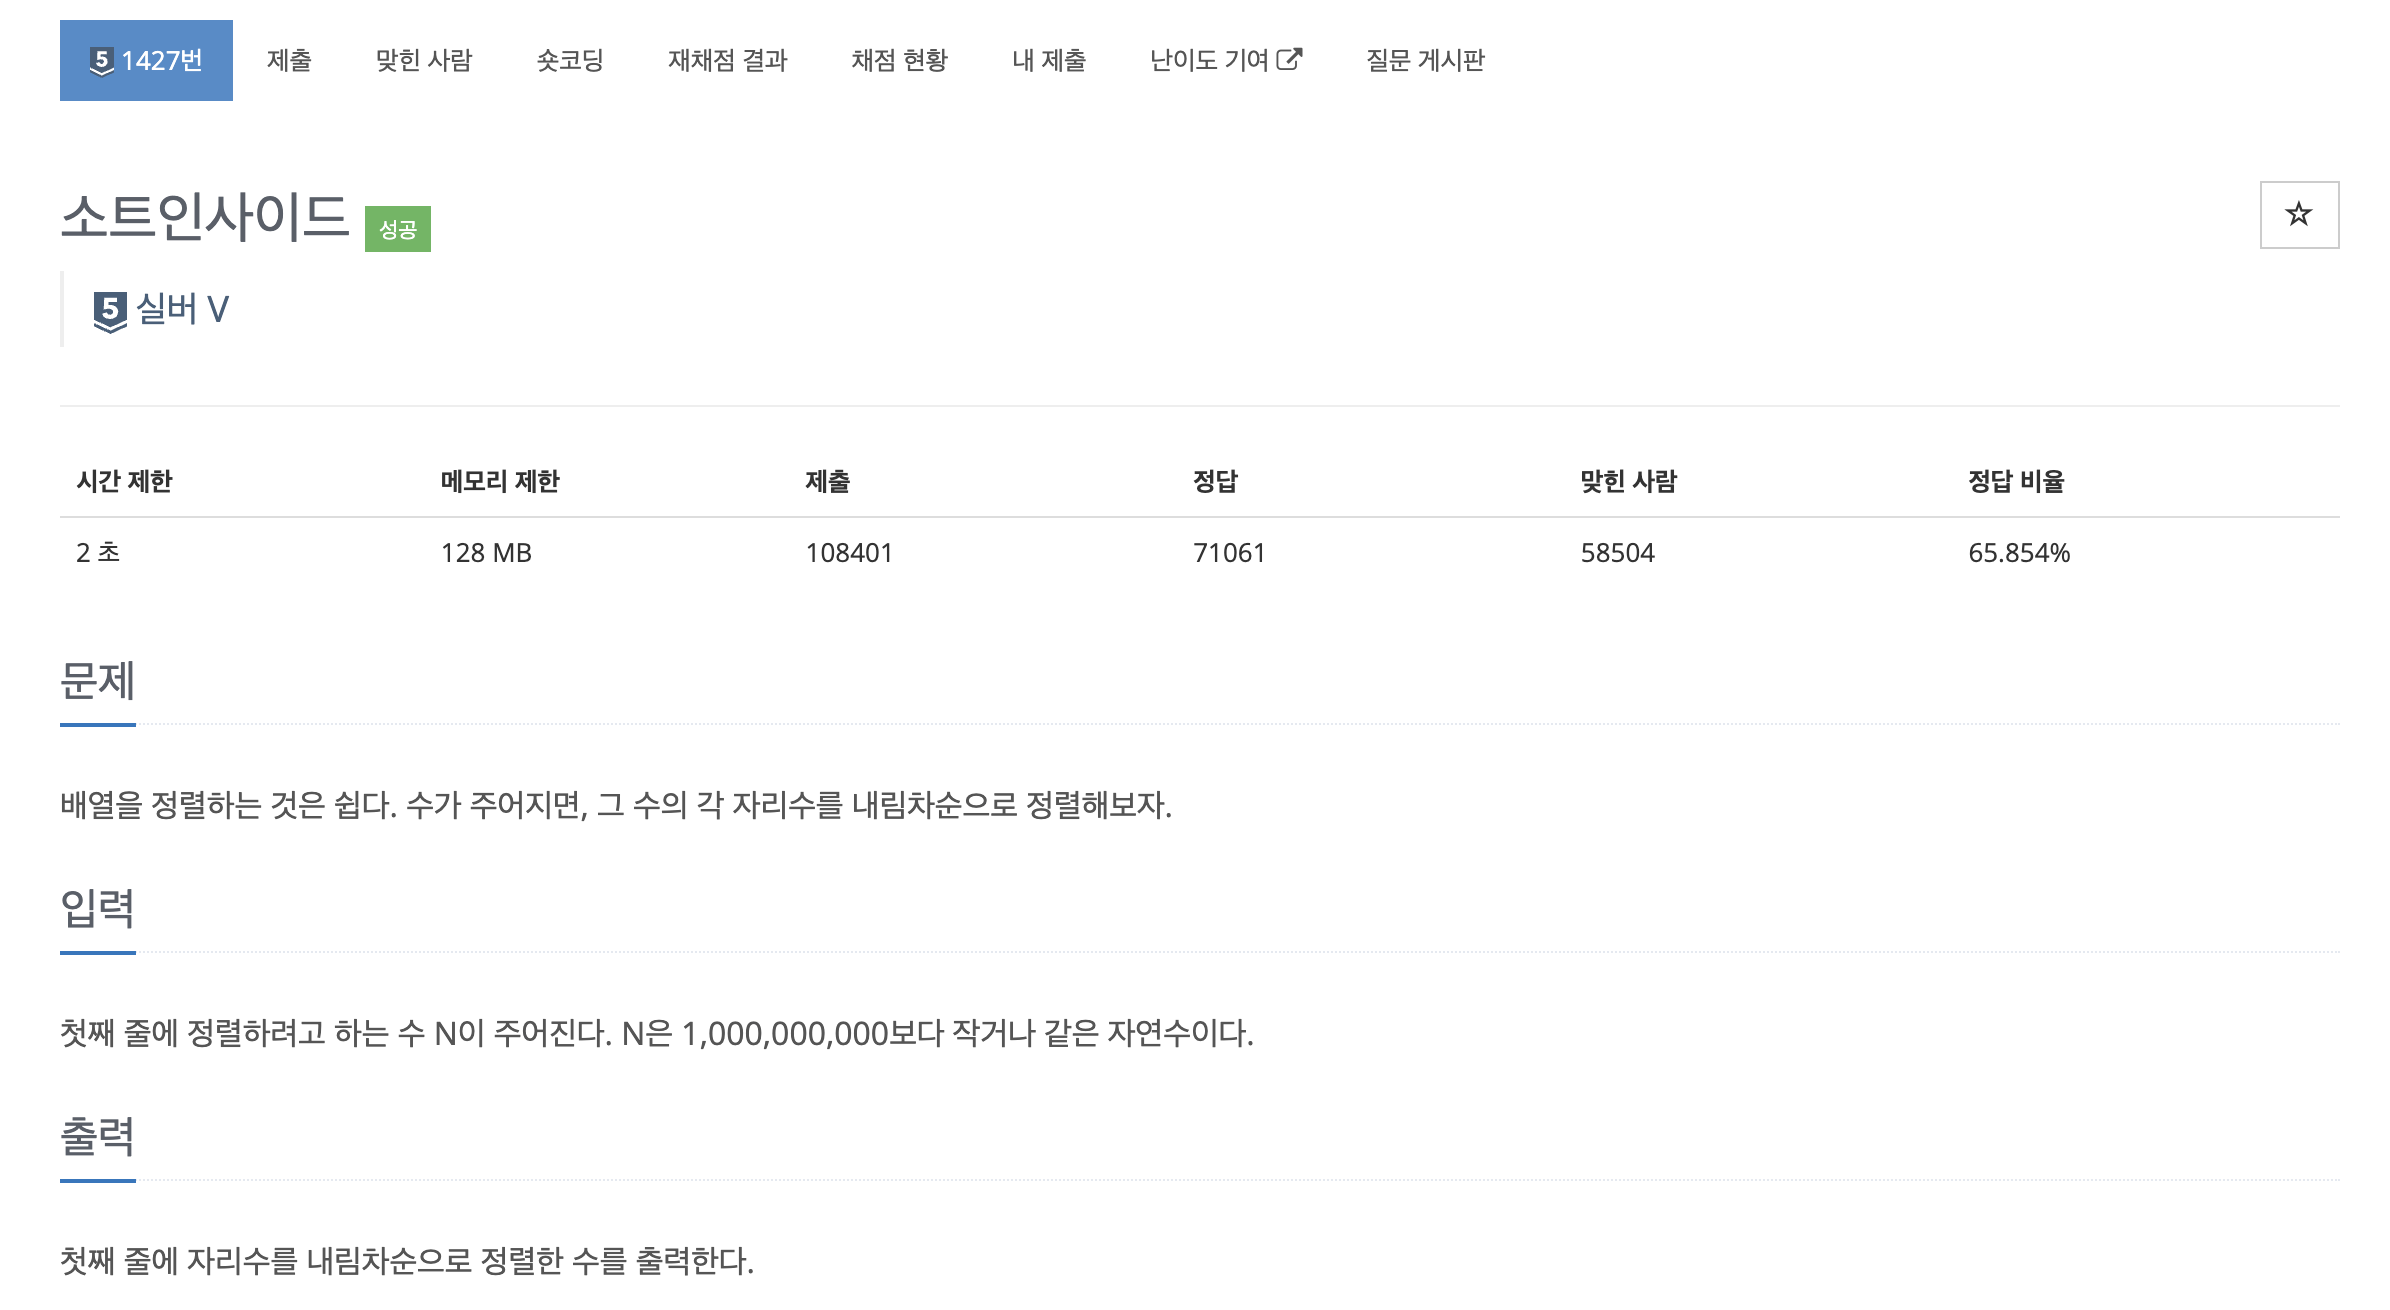 5 1427번 제출 맞힌 사람 숏코딩 재채점 결과 채점 현황 내 제출 난이도 기여 질문 게시판
소트인사이드 성공
5 실버 V
시간 제한 메모리 제한 제출 정답 맞힌 사람 정답 비율
2 초 128 MB 108401 71061 58504 65.854%
문제
배열을 정렬하는 것은 쉽다. 수가 주어지면, 그 수의 각 자리수를 내림차순으로 정렬해보자.
입력
첫째 줄에 정렬하려고 하는 수 N이 주어진다. N은 1,000,000,000보다 작거나 같은 자연수이다.
출력
첫째 줄에 자리수를 내림차순으로 정렬한 수를 출력한다.